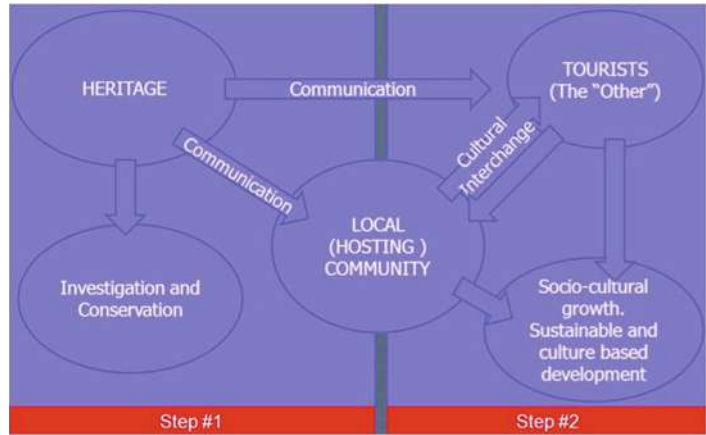 HERITAGE
Communication
TOURISTS
(The “Other”)
Communication
Cultural
Interchange
LOCAL
(HOSTING )
COMMUNITY
Investigation and
Conservation
Socio-cultural
growth.
Sustainable and
culture based
development
Step #1
Step #2